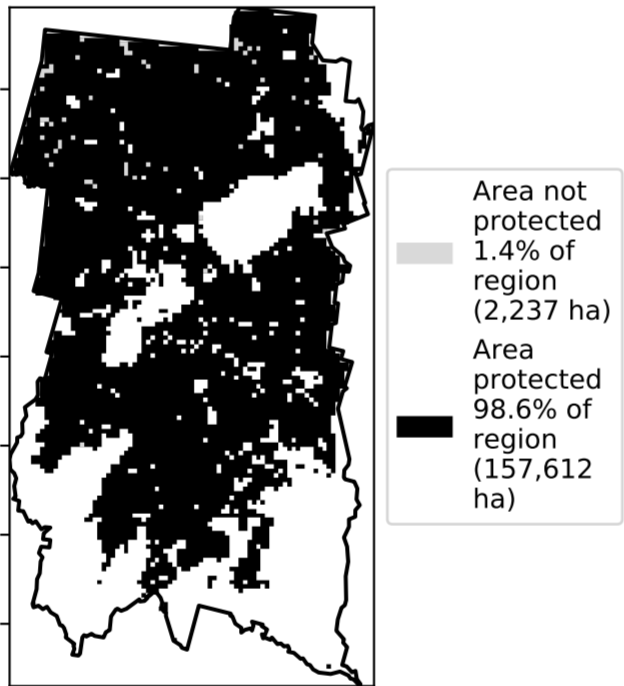 Area not
protected
1.4% of
region
(2,237 ha)
Area
protected
98.6% of
region
(157,612
ha)